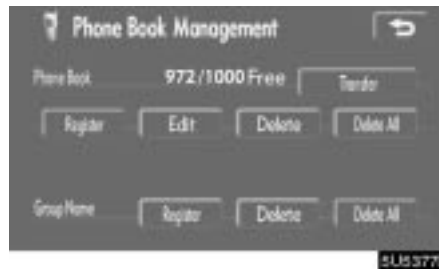 Phone Book Management
Phone Book 972/1000 Free Transfer
Register Edit Delete Delete All
Group Name Register Delete Delete All
5U5377